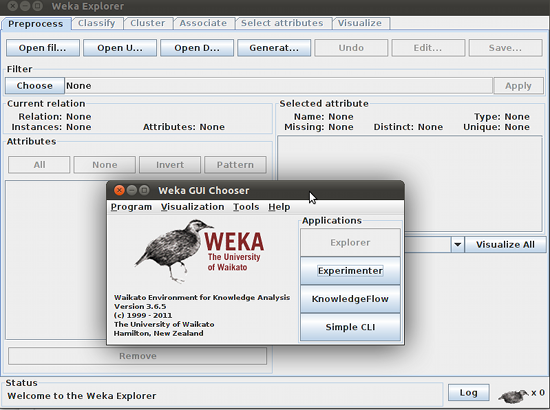 Weka Explorer
Preprocess Classify Cluster Associate Select attributes Visualize
Open fil... Open U... Open D... Generat... Undo Edit... Save...
Filter
Choose None Apply
Current relation
Relation: None
Instances: None Attributes: None
Selected attribute
Name: None Type: None
Missing: None Distinct: None Unique: None
Attributes
All None Invert Pattern
Visualize All
Remove
Weka GUI Chooser
Program Visualization Tools Help
WEKA
The University
of Waikato
Waikato Environment for Knowledge Analysis
Version 3.6.5
(c) 1999 - 2011
The University of Waikato
Hamilton, New Zealand
Applications
Explorer
Experimenter
KnowledgeFlow
Simple CLI
Status
Welcome to the Weka Explorer
Log x 0